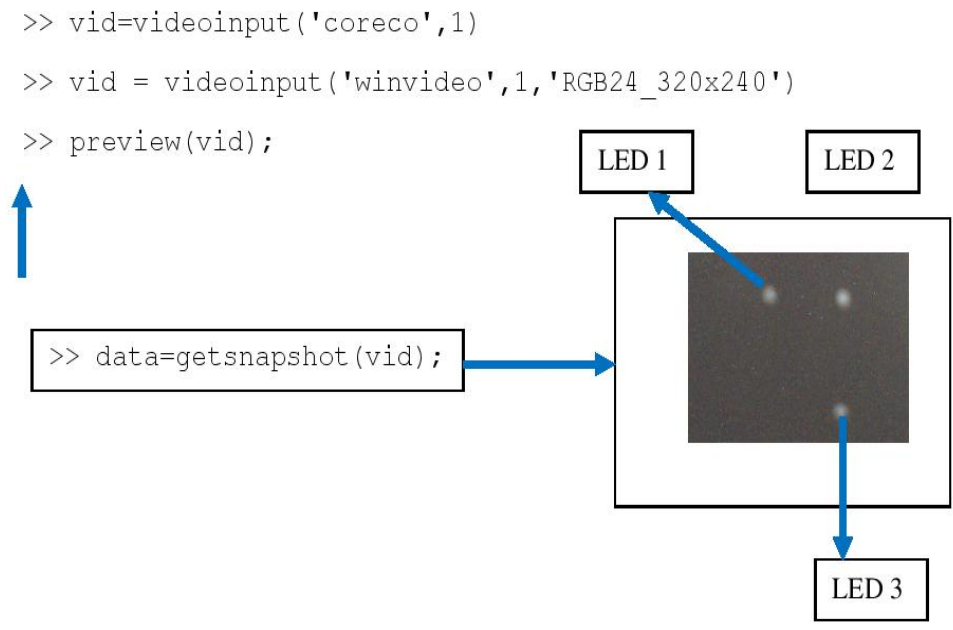 >> vid=videoinput('coreco',1)
>> vid = videoinput('winvideo',1,'RGB24_320x240')
>> preview(vid);
LED 1
LED 2
>> data=getsnapshot(vid);
LED 3